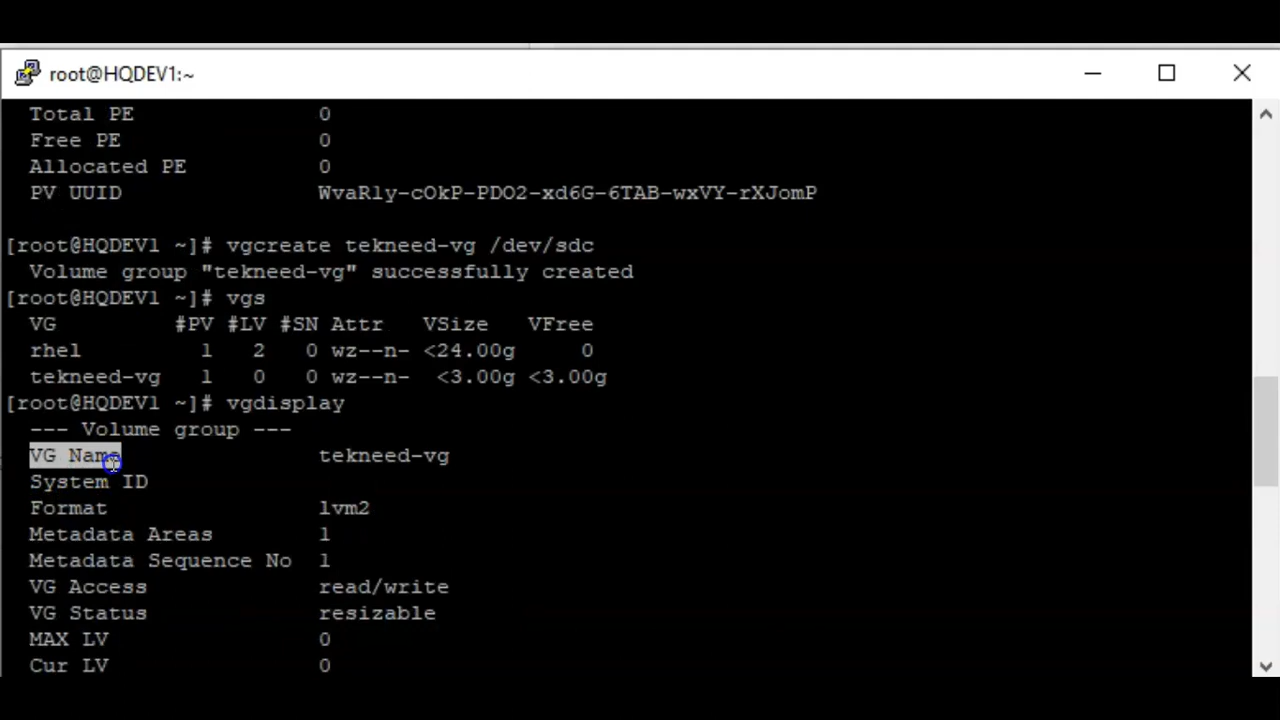 root@HQDEV1:~
Total PE 0
Free PE 0
Allocated PE 0
PV UUID WvaRly-cOkP-PDO2-xd6G-6TAB-wxVY-rXJomP
[root@HQDEV1 ~]# vgcreate tekneed-vg /dev/sdc
Volume group "tekneed-vg" successfully created
[root@HQDEV1 ~]# vgs
VG #PV #LV #SN Attr VSize VFree
rhel 1 2 0 wz--n- <24.00g 0
tekneed-vg 1 0 0 wz--n- <3.00g <3.00g
[root@HQDEV1 ~]# vgdisplay
--- Volume group ---
VG Name tekneed-vg
System ID
Format lvm2
Metadata Areas 1
Metadata Sequence No 1
VG Access read/write
VG Status resizable
MAX LV 0
Cur LV 0